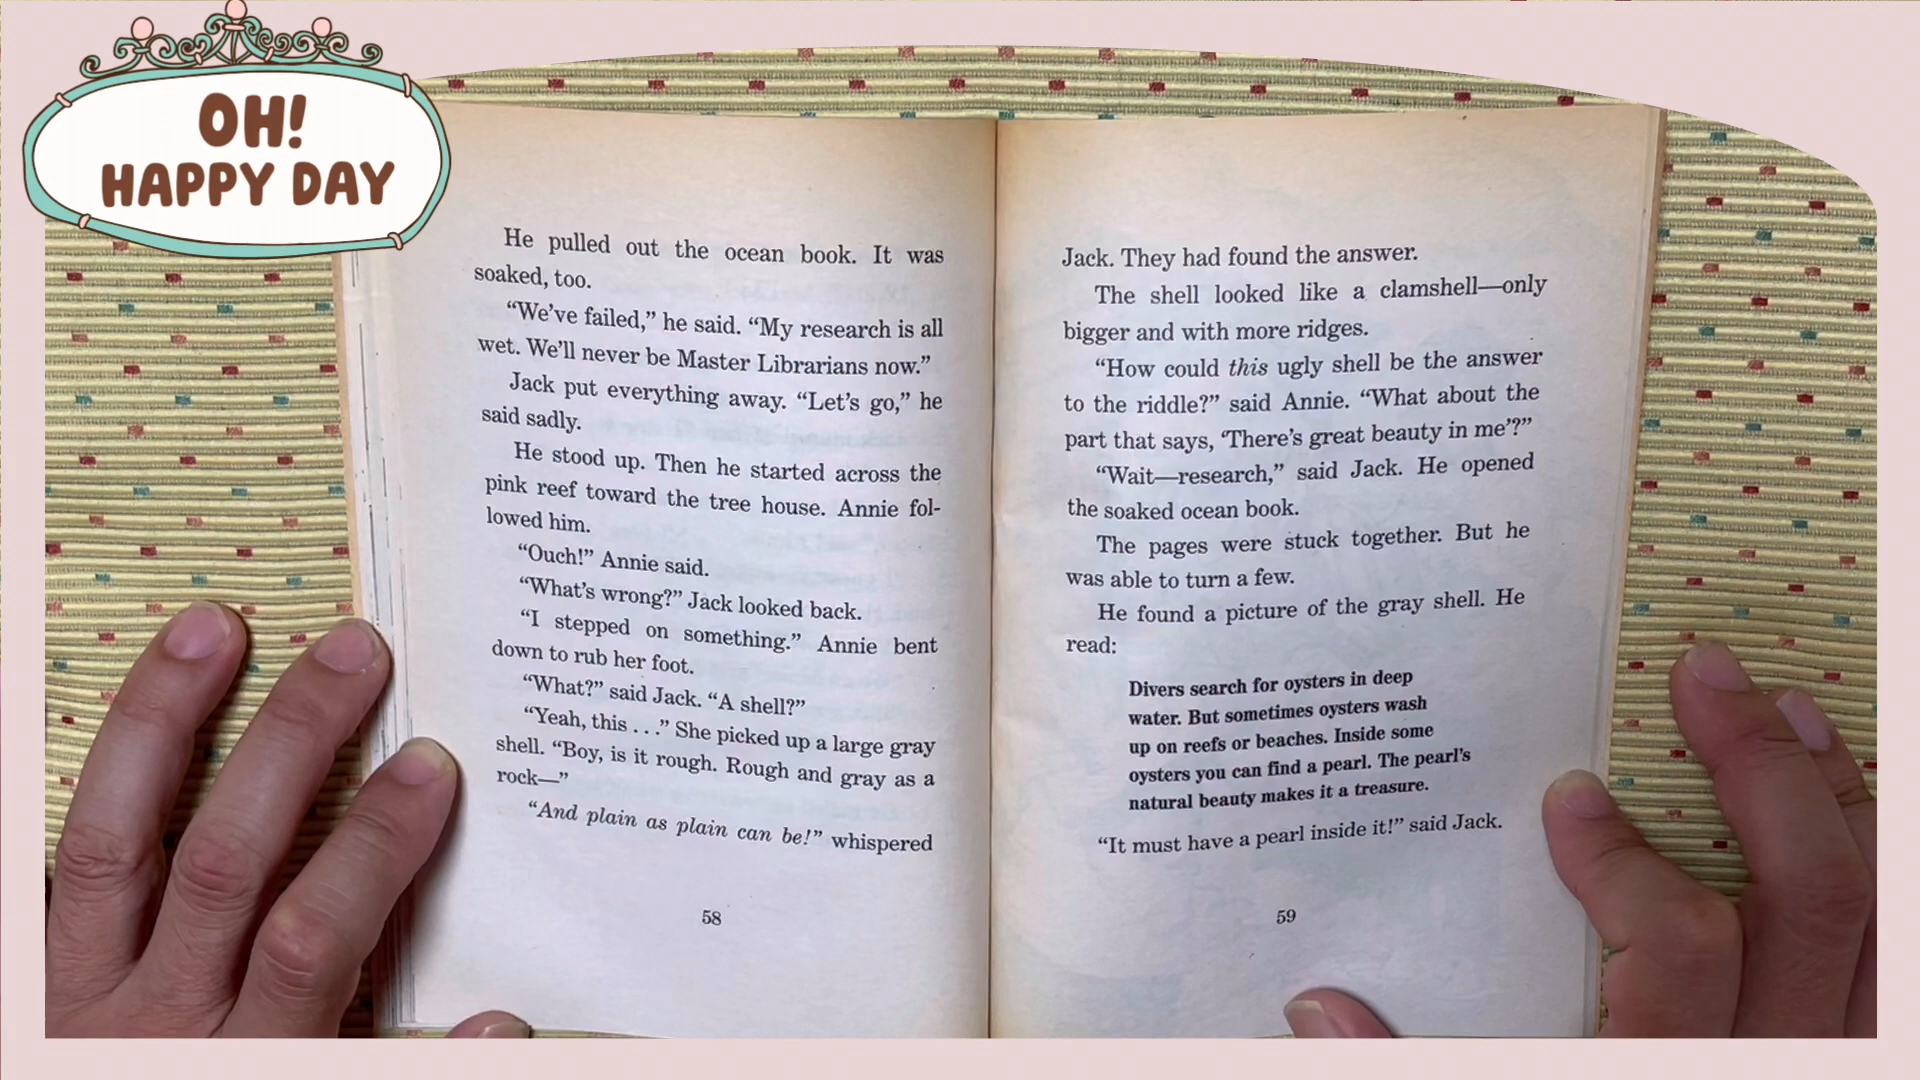 OH!
HAPPY DAY
He pulled out the ocean book. It was
soaked, too.
“We’ve failed,” he said. “My research is all
wet. We’ll never be Master Librarians now.”
Jack put everything away. “Let’s go,” he
said sadly.
He stood up. Then he started across the
pink reef toward the tree house. Annie fol-
lowed him.
“Ouch!” Annie said.
“What’s wrong?” Jack looked back.
“I stepped on something.” Annie bent
down to rub her foot.
“What?” said Jack. “A shell?”
“Yeah, this . . .” She picked up a large gray
shell. “Boy, is it rough. Rough and gray as a
rock—”
“And plain as plain can be!” whispered
58
Jack. They had found the answer.
The shell looked like a clamshell—only
bigger and with more ridges.
“How could this ugly shell be the answer
to the riddle?” said Annie. “What about the
part that says, ‘There’s great beauty in me’?”
“Wait—research,” said Jack. He opened
the soaked ocean book.
The pages were stuck together. But he
was able to turn a few.
He found a picture of the gray shell. He
read:
Divers search for oysters in deep
water. But sometimes oysters wash
up on reefs or beaches. Inside some
oysters you can find a pearl. The pearl’s
natural beauty makes it a treasure.
“It must have a pearl inside it!” said Jack.
59